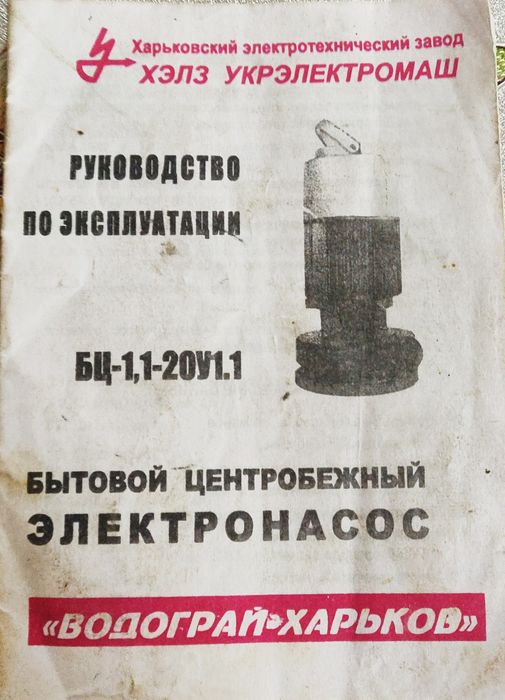 Харьковский электротехнический завод
ХЭЛЗ УКРЭЛЕКТРОМАШ
РУКОВОДСТВО
ПО ЭКСПЛУАТАЦИИ
БЦ-1,1-20У1.1
БЫТОВОЙ ЦЕНТРОБЕЖНЫЙ
ЭЛЕКТРОНАСОС
«ВОДОГРАЙ-ХАРЬКОВ»